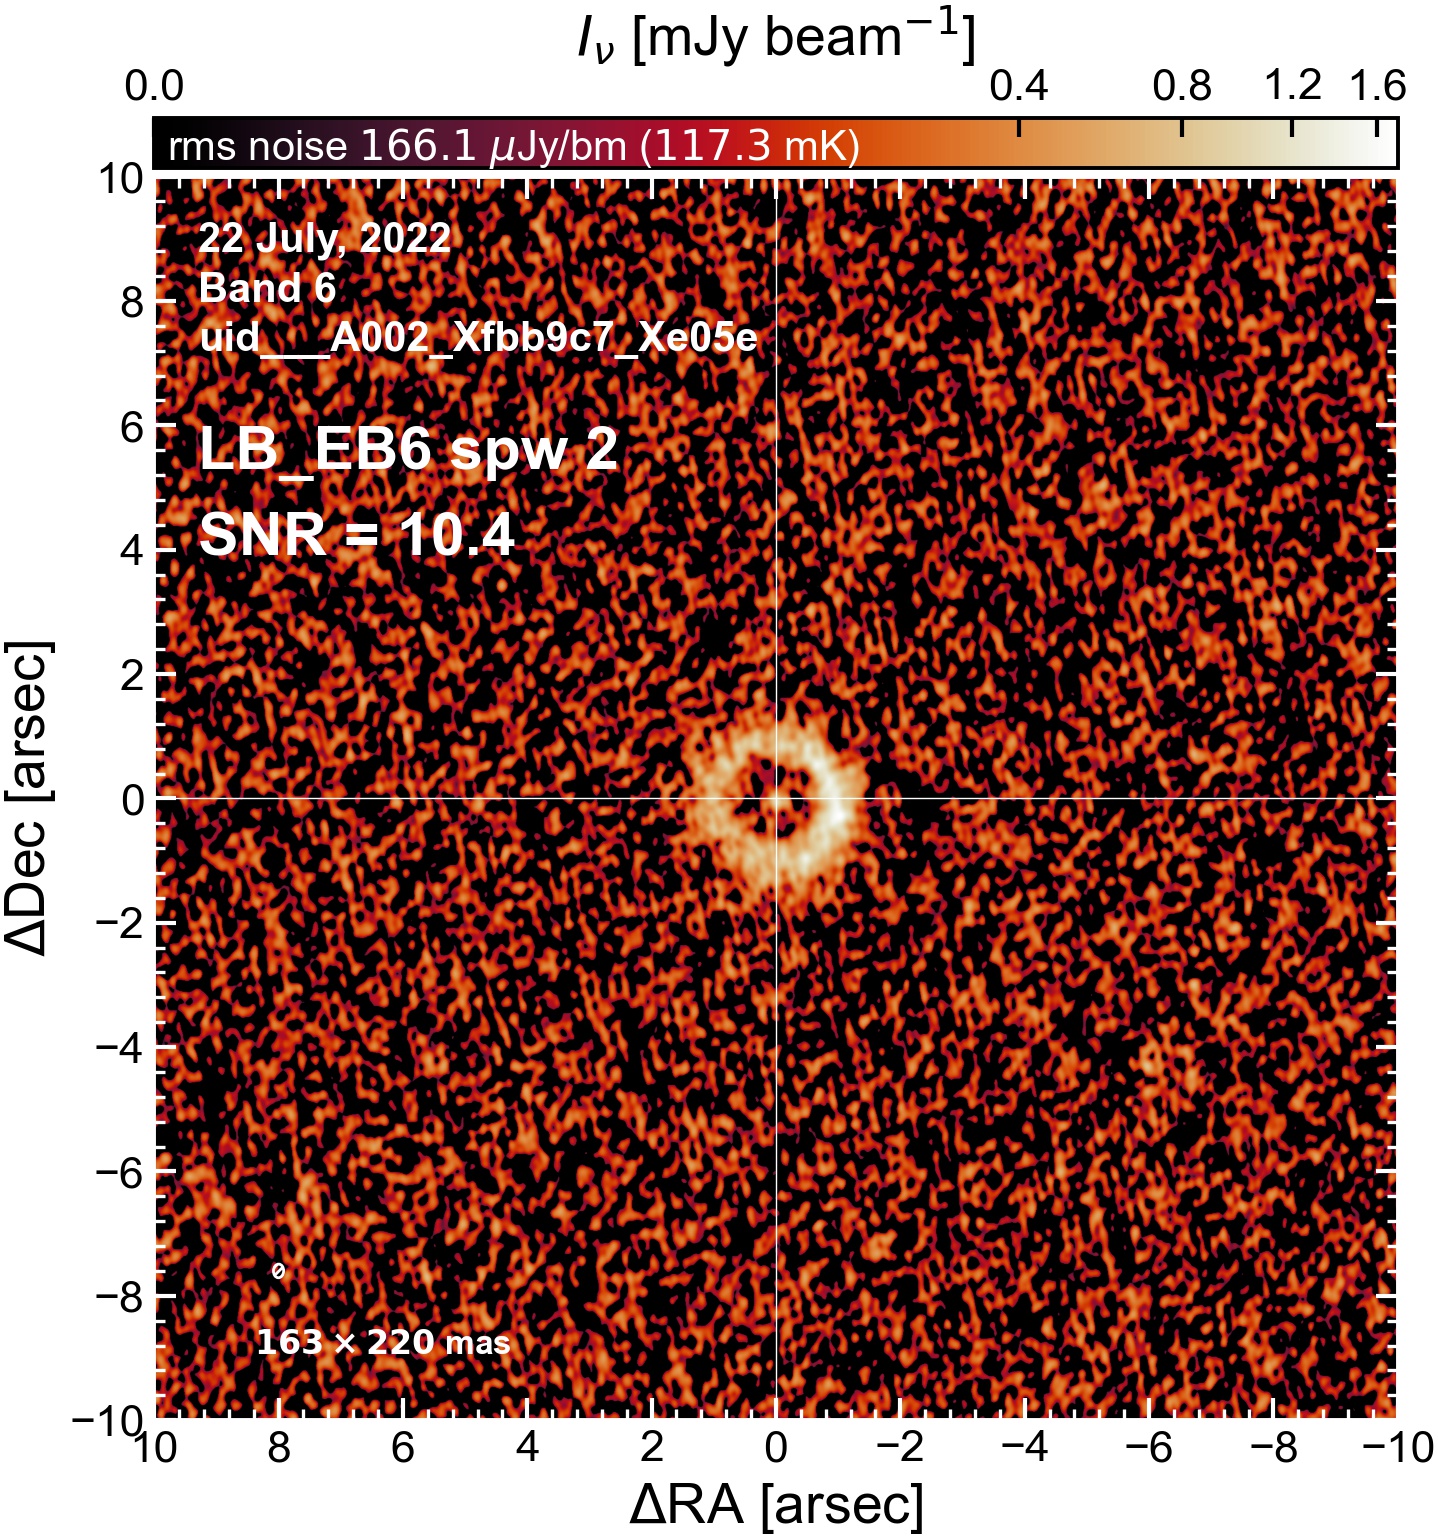 I_ν [mJy beam⁻¹]
0.0 0.4 0.8 1.2 1.6
rms noise 166.1 μJy/bm (117.3 mK)
22 July, 2022
Band 6
uid___A002_Xfbb9c7_Xe05e
LB_EB6 spw 2
SNR = 10.4
10
8
6
4
2
0
−2
−4
−6
−8
−10
ΔDec [arsec]
163 × 220 mas
10 8 6 4 2 0 −2 −4 −6 −8 −10
ΔRA [arsec]